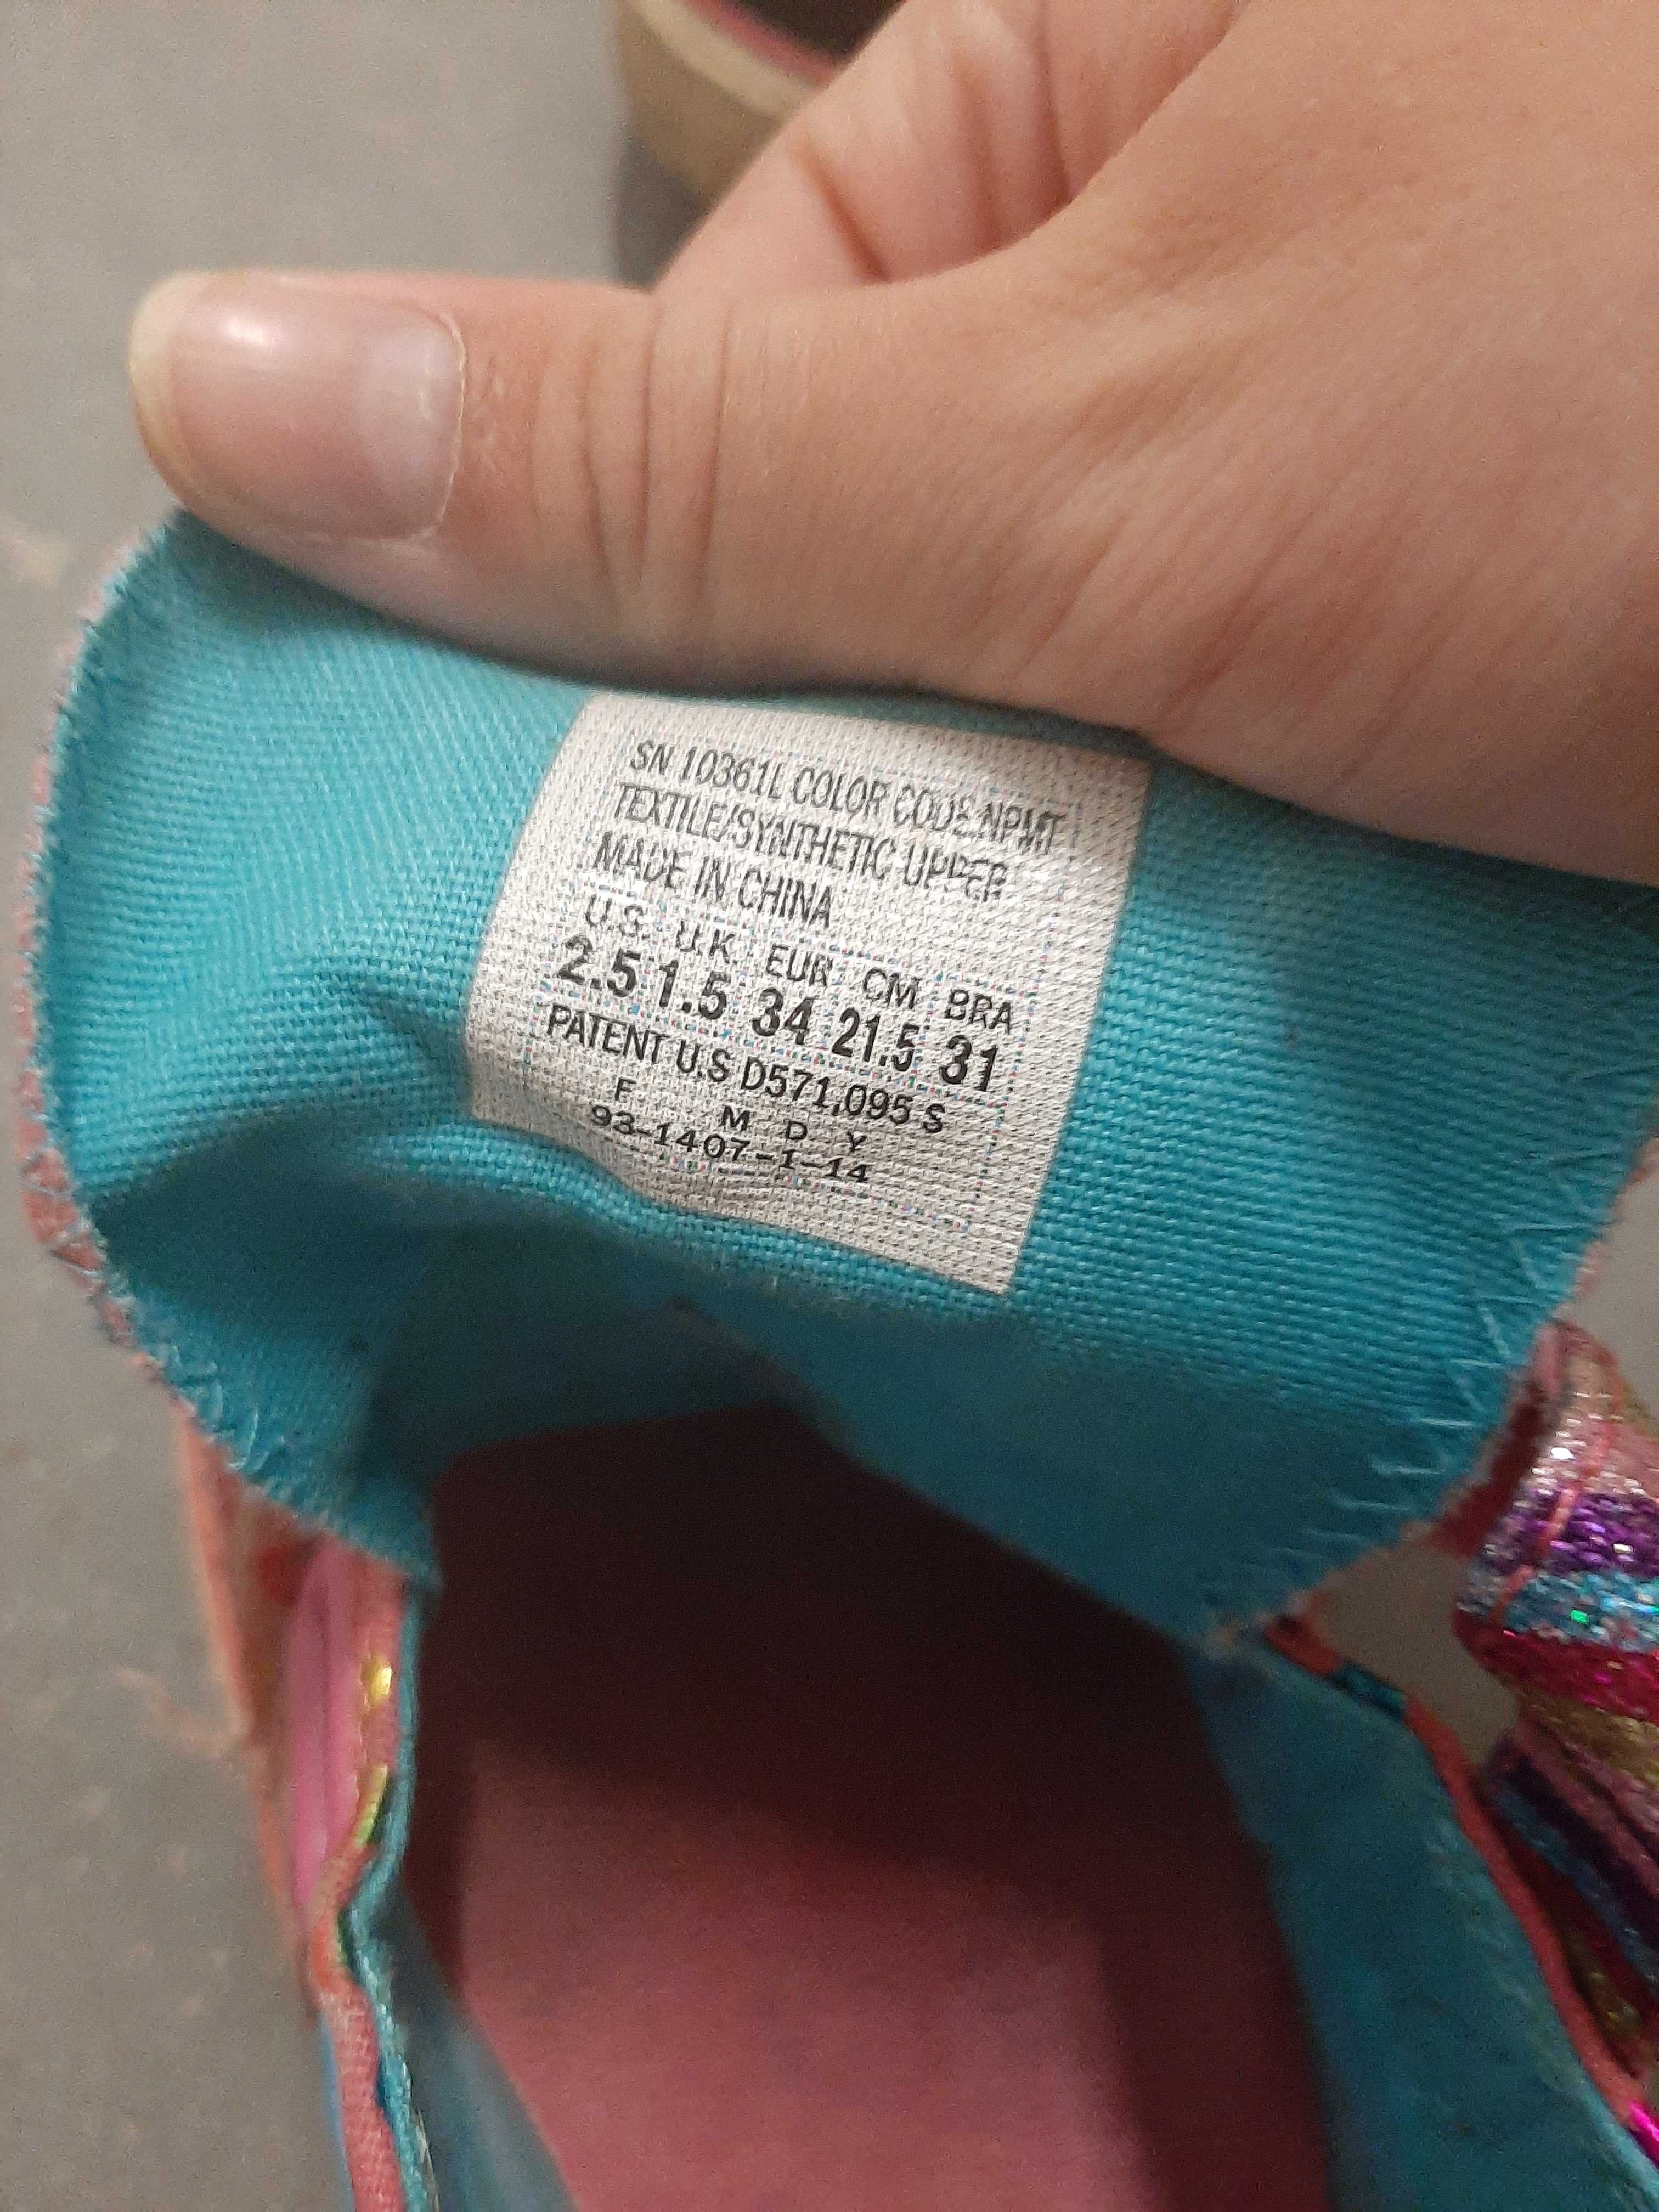 SN 10361L COLOR CODE NPMT
TEXTILE/SYNTHETIC UPPER
MADE IN CHINA
U.S. U.K EUR CM BRA
2.5 1.5 34 21.5 31
PATENT U.S D571,095 S
F M D Y
93-1407-1-14